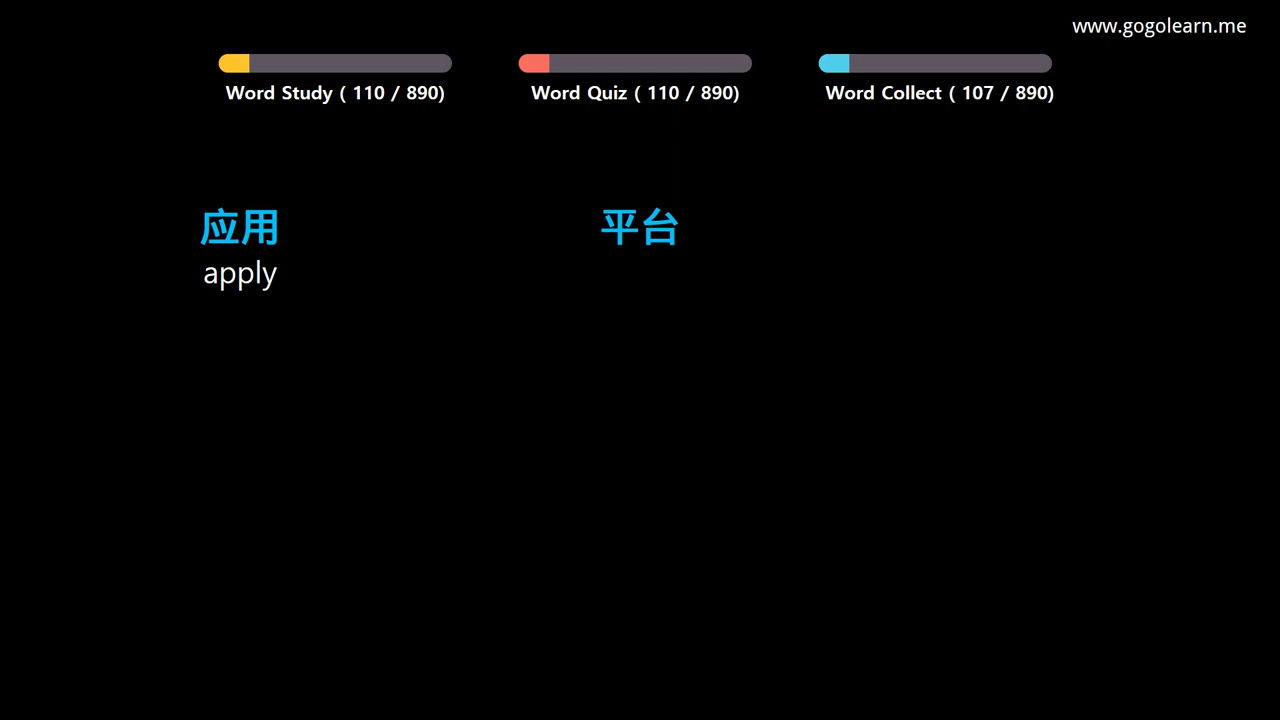 www.gogolearn.me
Word Study ( 110 / 890)
Word Quiz ( 110 / 890)
Word Collect ( 107 / 890)
应用
平台
apply